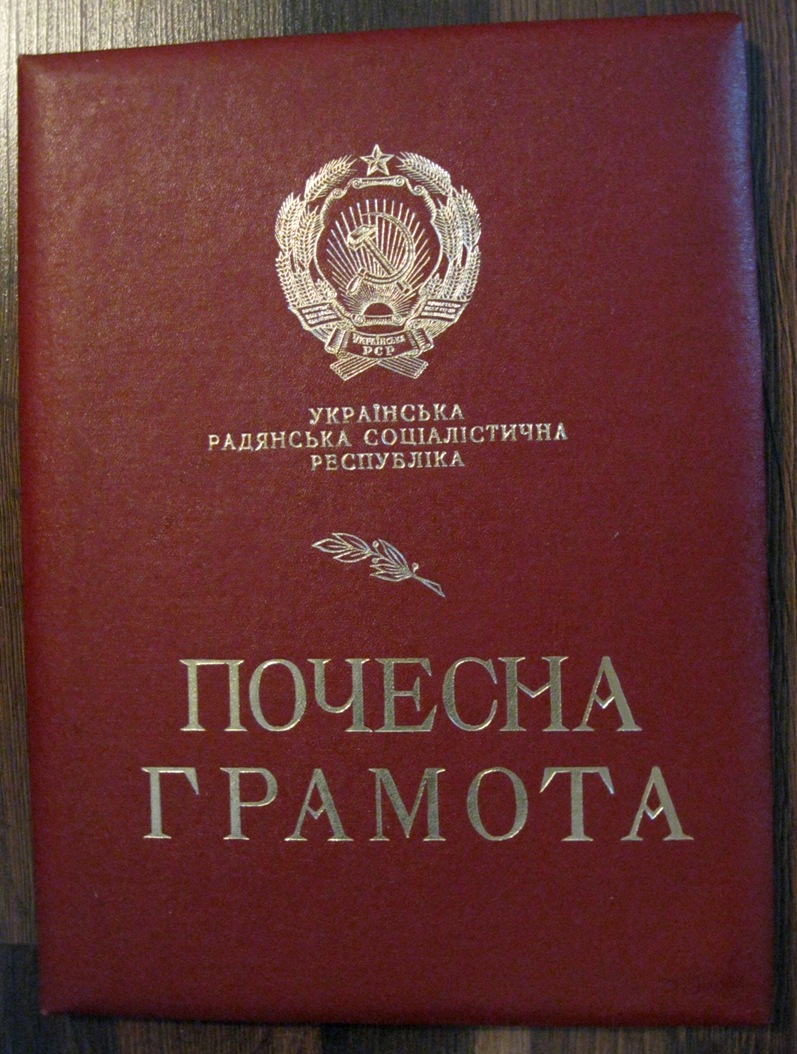 УКРАЇНСЬКА
РСР
УКРАЇНСЬКА
РАДЯНСЬКА СОЦІАЛІСТИЧНА
РЕСПУБЛІКА
ПОЧЕСНА
ГРАМОТА